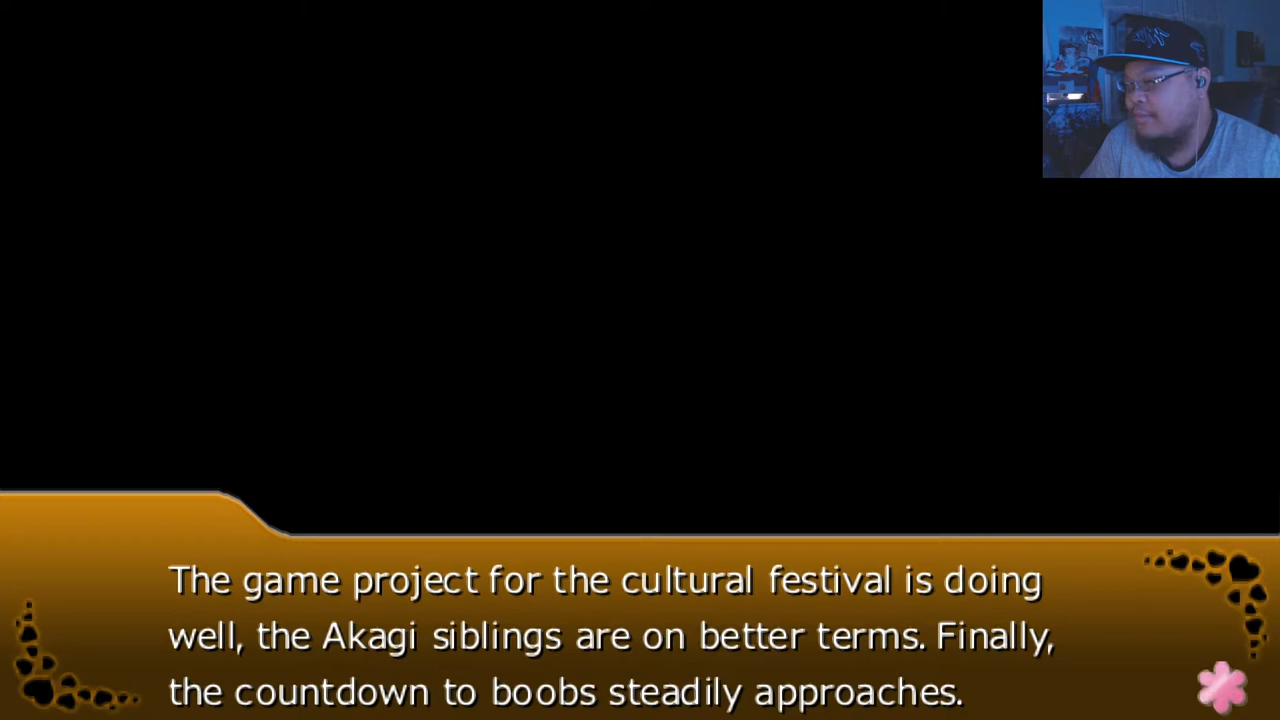 The game project for the cultural festival is doing
well, the Akagi siblings are on better terms. Finally,
the countdown to boobs steadily approaches.